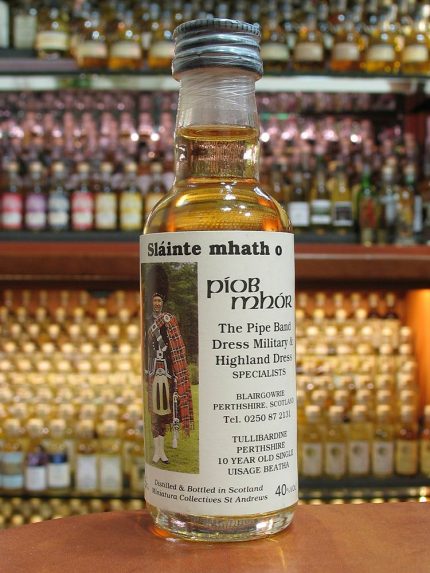 Sláinte mhath o
píob
mhór
The Pipe Band
Dress Military &
Highland Dress
SPECIALISTS
BLAIRGOWRIE
PERTHSHIRE, SCOTLAND
Tel. 0250 87 2131
TULLIBARDINE
PERTHSHIRE
10 YEAR OLD SINGLE
UISAGE BEATHA
Distilled & Bottled in Scotland
Miniatura Collectives St Andrews
40%